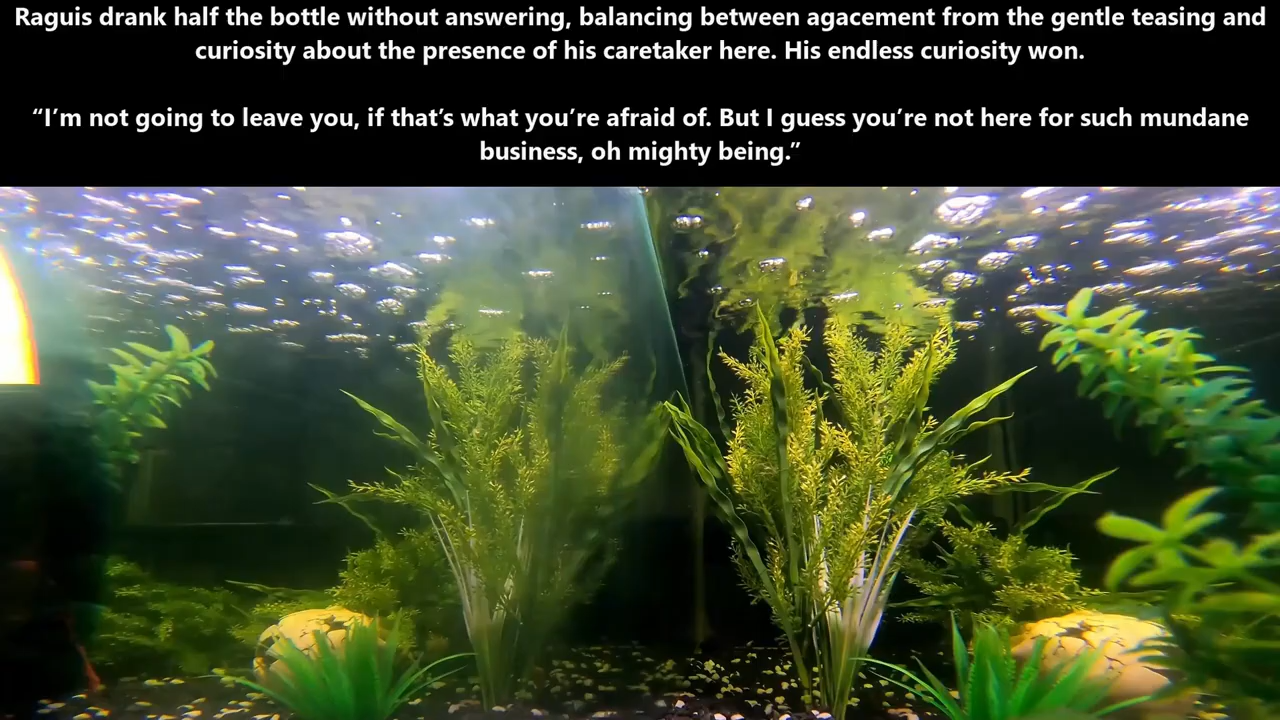 Raguis drank half the bottle without answering, balancing between agacement from the gentle teasing and
curiosity about the presence of his caretaker here. His endless curiosity won.
“I’m not going to leave you, if that’s what you’re afraid of. But I guess you’re not here for such mundane
business, oh mighty being.”